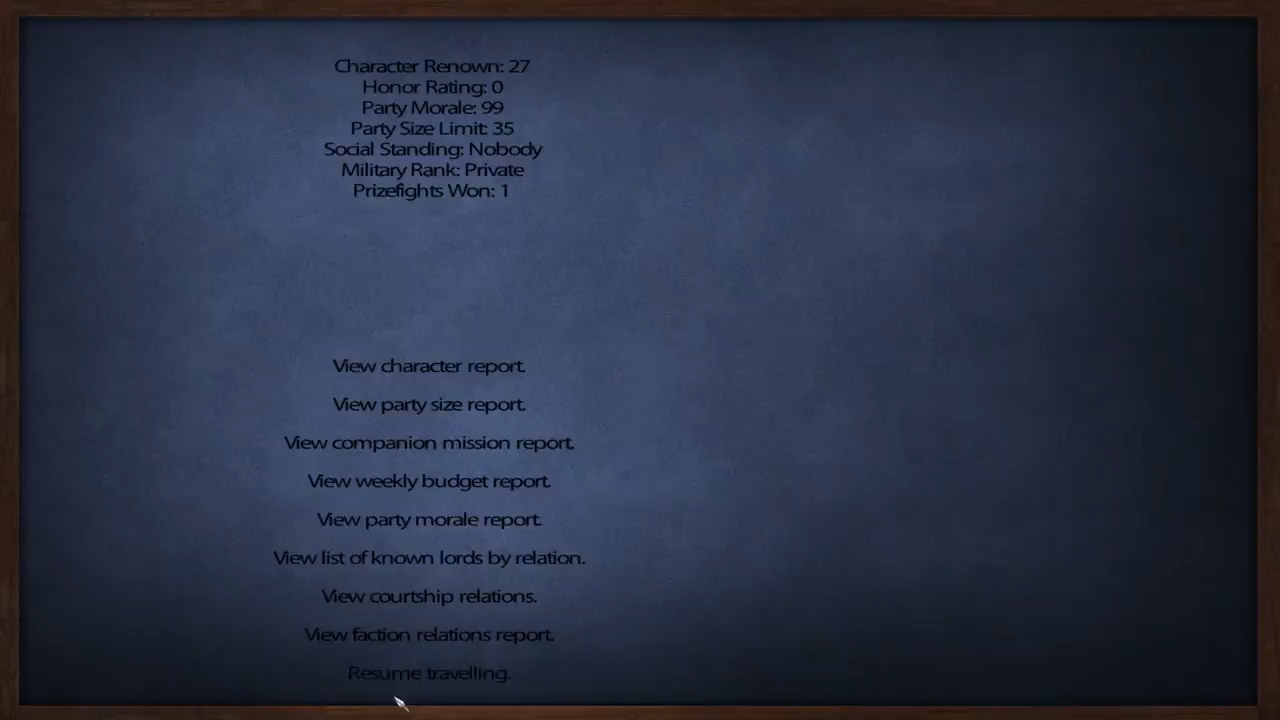 Character Renown: 27
Honor Rating: 0
Party Morale: 99
Party Size Limit: 35
Social Standing: Nobody
Military Rank: Private
Prizefights Won: 1
View character report.
View party size report.
View companion mission report.
View weekly budget report.
View party morale report.
View list of known lords by relation.
View courtship relations.
View faction relations report.
Resume travelling.